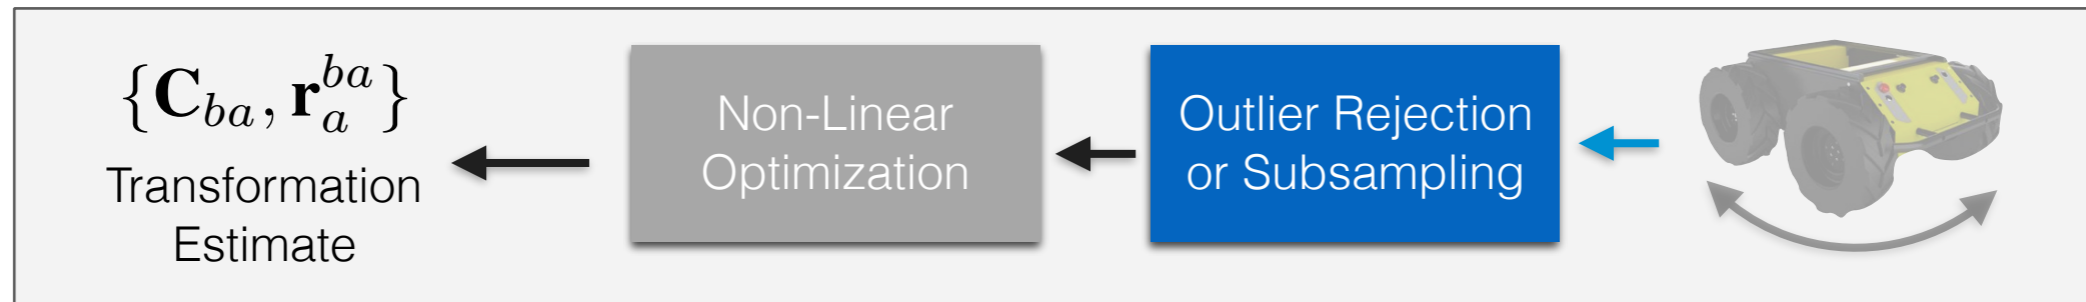 {C_{ba}, r_a^{ba}}
Transformation
Estimate
Non-Linear
Optimization
Outlier Rejection
or Subsampling